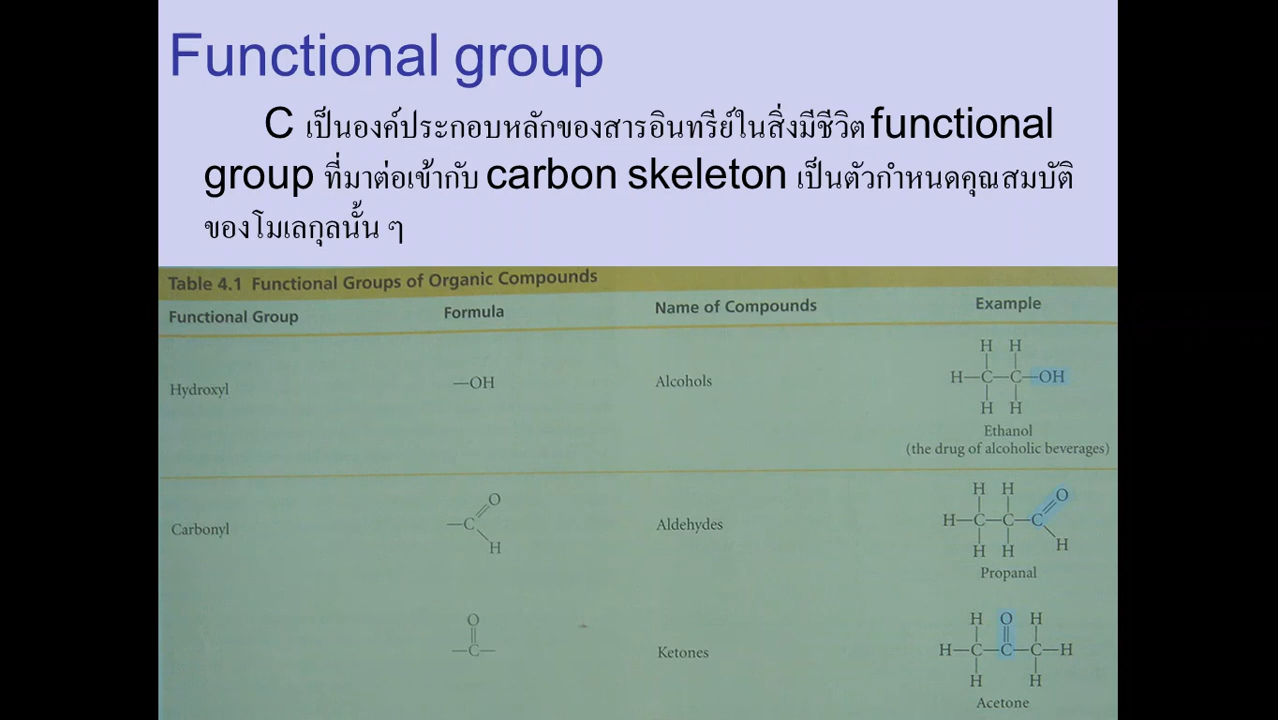 Functional group
C เป็นองค์ประกอบหลักของสารอินทรีย์ในสิ่งมีชีวิต functional
group ที่มาต่อเข้ากับ carbon skeleton เป็นตัวกำหนดคุณสมบัติ
ของโมเลกุลนั้น ๆ
Table 4.1 Functional Groups of Organic Compounds
Functional Group Formula Name of Compounds Example
H H
Hydroxyl —OH Alcohols H—C—C—OH
H H
Ethanol
(the drug of alcoholic beverages)
O H H O
Carbonyl —C Aldehydes H—C—C—C
H H H H
Propanal
O H O H
—C— Ketones H—C—C—C—H
H H
Acetone